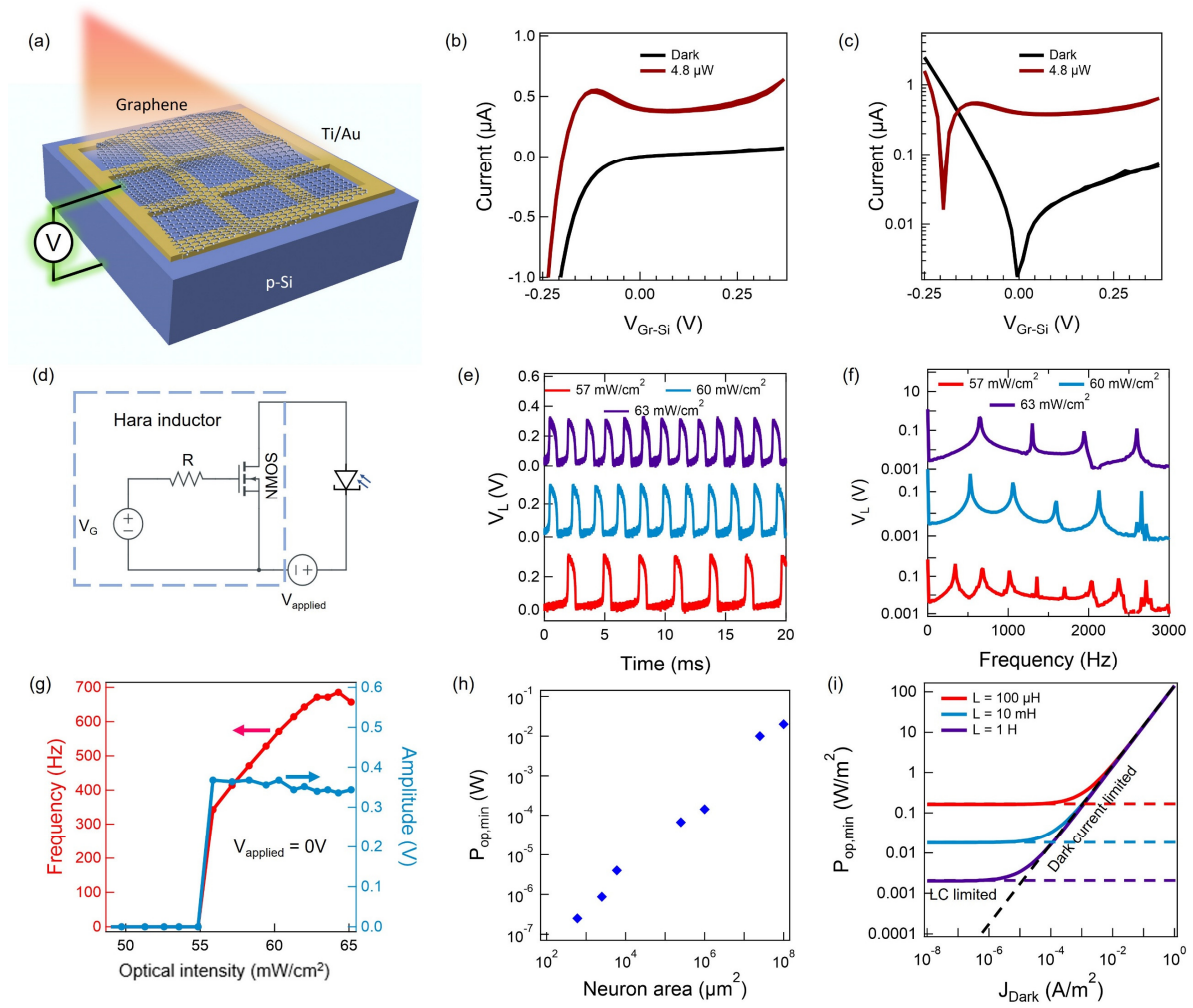 (a)
Graphene
Ti/Au
V
p-Si
(b)
Dark
4.8 µW
Current (µA)
1.0
0.5
0.0
-0.5
-1.0
-0.25
0.00
0.25
V_Gr-Si (V)
(c)
Dark
4.8 µW
Current (µA)
1
0.1
0.01
-0.25
0.00
0.25
V_Gr-Si (V)
(d)
Hara inductor
R
NMOS
V_G
V_applied
(e)
57 mW/cm²
60 mW/cm²
63 mW/cm²
V_L (V)
0.6
0.4
0.2
0.0
0.2
0.0
0.2
0.0
0
5
10
15
20
Time (ms)
(f)
57 mW/cm²
60 mW/cm²
63 mW/cm²
V_L (V)
10
0.1
0.001
0.1
0.001
0.1
0.001
0
1000
2000
3000
Frequency (Hz)
(g)
Frequency (Hz)
700
600
500
400
300
200
100
0
Amplitude (V)
0.6
0.5
0.4
0.3
0.2
0.1
0.0
V_applied = 0V
50
55
60
65
Optical intensity (mW/cm²)
(h)
P_op,min (W)
10⁻¹
10⁻²
10⁻³
10⁻⁴
10⁻⁵
10⁻⁶
10⁻⁷
10²
10⁴
10⁶
10⁸
Neuron area (µm²)
(i)
L = 100 µH
L = 10 mH
L = 1 H
P_op,min (W/m²)
100
10
1
0.1
0.01
0.001
0.0001
Dark current-limited
LC limited
10⁻⁸
10⁻⁶
10⁻⁴
10⁻²
10⁰
J_Dark (A/m²)